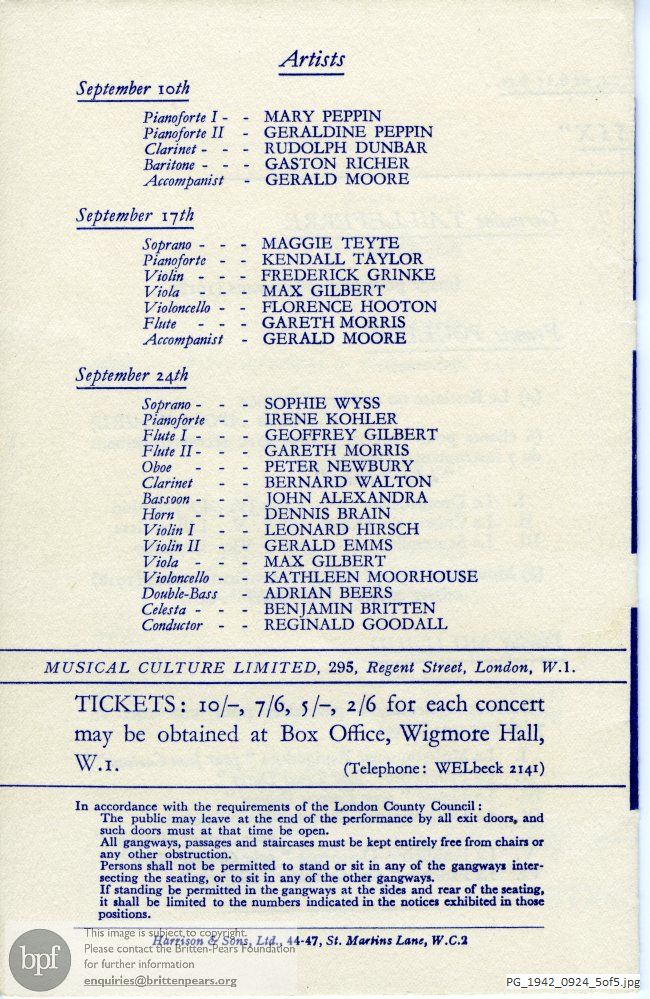 Artists
September 10th
Pianoforte I - - MARY PEPPIN
Pianoforte II - GERALDINE PEPPIN
Clarinet - - - RUDOLPH DUNBAR
Baritone - - - GASTON RICHER
Accompanist - GERALD MOORE
September 17th
Soprano - - - MAGGIE TEYTE
Pianoforte - - KENDALL TAYLOR
Violin - - - FREDERICK GRINKE
Viola - - - MAX GILBERT
Violoncello - - FLORENCE HOOTON
Flute - - - GARETH MORRIS
Accompanist - GERALD MOORE
September 24th
Soprano - - - SOPHIE WYSS
Pianoforte - - IRENE KOHLER
Flute I - - - GEOFFREY GILBERT
Flute II - - - GARETH MORRIS
Oboe - - - PETER NEWBURY
Clarinet - - BERNARD WALTON
Bassoon - - - JOHN ALEXANDRA
Horn - - - DENNIS BRAIN
Violin I - - LEONARD HIRSCH
Violin II - - GERALD EMMS
Viola - - - MAX GILBERT
Violoncello - - KATHLEEN MOORHOUSE
Double-Bass - ADRIAN BEERS
Celesta - - - BENJAMIN BRITTEN
Conductor - - REGINALD GOODALL
MUSICAL CULTURE LIMITED, 295, Regent Street, London, W.1.
TICKETS: 10/–, 7/6, 5/–, 2/6 for each concert
may be obtained at Box Office, Wigmore Hall,
W.1. (Telephone: WELbeck 2141)
In accordance with the requirements of the London County Council:
The public may leave at the end of the performance by all exit doors, and
such doors must at that time be open.
All gangways, passages and staircases must be kept entirely free from chairs or
any other obstruction.
Persons shall not be permitted to stand or sit in any of the gangways inter-
secting the seating, or to sit in any of the other gangways.
If standing be permitted in the gangways at the sides and rear of the seating,
it shall be limited to the numbers indicated in the notices exhibited in those
positions.
Harrison & Sons, Ltd., 44-47, St. Martins Lane, W.C.2
bpf
This image is subject to copyright.
Please contact the Britten-Pears Foundation
for further information
enquiries@brittenpears.org
PG_1942_0924_5of5.jpg